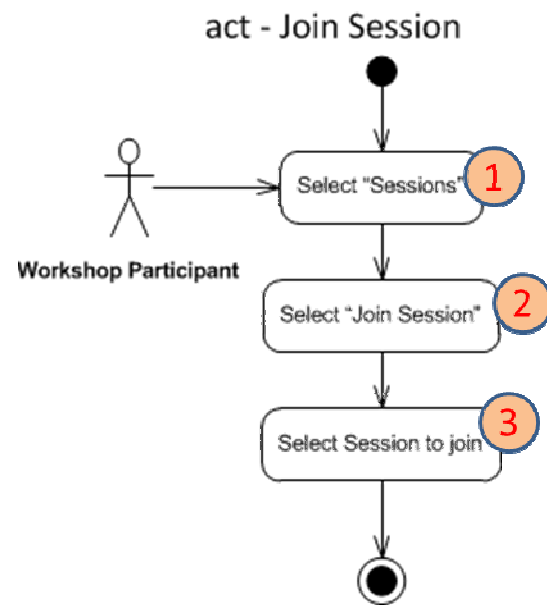 act - Join Session
Select "Sessions"
1
Workshop Participant
Select "Join Session"
2
Select Session to join
3